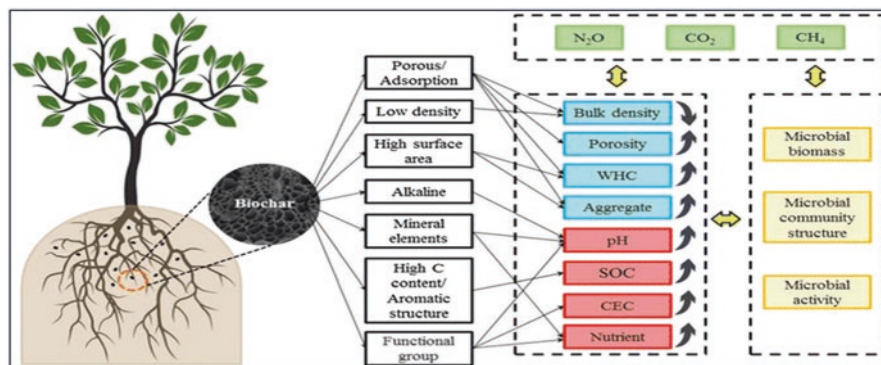 N₂O
CO₂
CH₄
Biochar
Porous/
Adsorption
Low density
High surface area
Alkaline
Mineral
elements
High C
content/
Aromatic
structure
Functional
group
Bulk density
Porosity
WHC
Aggregate
pH
SOC
CEC
Nutrient
Microbial
biomass
Microbial
community
structure
Microbial
activity